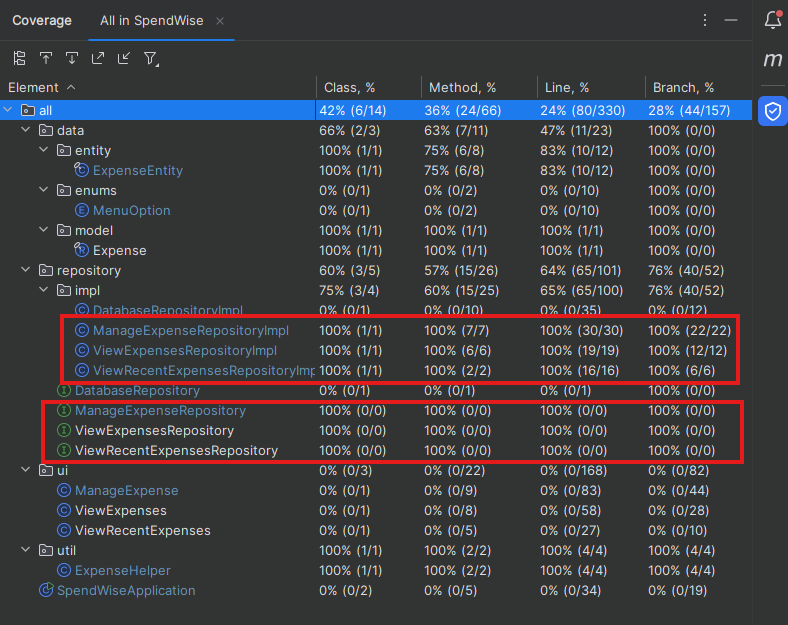 Coverage All in SpendWise
Element Class, % Method, % Line, % Branch, %
all 42% (6/14) 36% (24/66) 24% (80/330) 28% (44/157)
data 66% (2/3) 63% (7/11) 47% (11/23) 100% (0/0)
entity 100% (1/1) 75% (6/8) 83% (10/12) 100% (0/0)
ExpenseEntity 100% (1/1) 75% (6/8) 83% (10/12) 100% (0/0)
enums 0% (0/1) 0% (0/2) 0% (0/10) 100% (0/0)
MenuOption 0% (0/1) 0% (0/2) 0% (0/10) 100% (0/0)
model 100% (1/1) 100% (1/1) 100% (1/1) 100% (0/0)
Expense 100% (1/1) 100% (1/1) 100% (1/1) 100% (0/0)
repository 60% (3/5) 57% (15/26) 64% (65/101) 76% (40/52)
impl 75% (3/4) 60% (15/25) 65% (65/100) 76% (40/52)
DatabaseRepositoryImpl 0% (0/1) 0% (0/10) 0% (0/35) 0% (0/12)
ManageExpenseRepositoryImpl 100% (1/1) 100% (7/7) 100% (30/30) 100% (22/22)
ViewExpensesRepositoryImpl 100% (1/1) 100% (6/6) 100% (19/19) 100% (12/12)
ViewRecentExpensesRepositoryImp 100% (1/1) 100% (2/2) 100% (16/16) 100% (6/6)
DatabaseRepository 0% (0/1) 0% (0/1) 0% (0/1) 100% (0/0)
ManageExpenseRepository 100% (0/0) 100% (0/0) 100% (0/0) 100% (0/0)
ViewExpensesRepository 100% (0/0) 100% (0/0) 100% (0/0) 100% (0/0)
ViewRecentExpensesRepository 100% (0/0) 100% (0/0) 100% (0/0) 100% (0/0)
ui 0% (0/3) 0% (0/22) 0% (0/168) 0% (0/82)
ManageExpense 0% (0/1) 0% (0/9) 0% (0/83) 0% (0/44)
ViewExpenses 0% (0/1) 0% (0/8) 0% (0/58) 0% (0/28)
ViewRecentExpenses 0% (0/1) 0% (0/5) 0% (0/27) 0% (0/10)
util 100% (1/1) 100% (2/2) 100% (4/4) 100% (4/4)
ExpenseHelper 100% (1/1) 100% (2/2) 100% (4/4) 100% (4/4)
SpendWiseApplication 0% (0/2) 0% (0/5) 0% (0/34) 0% (0/19)